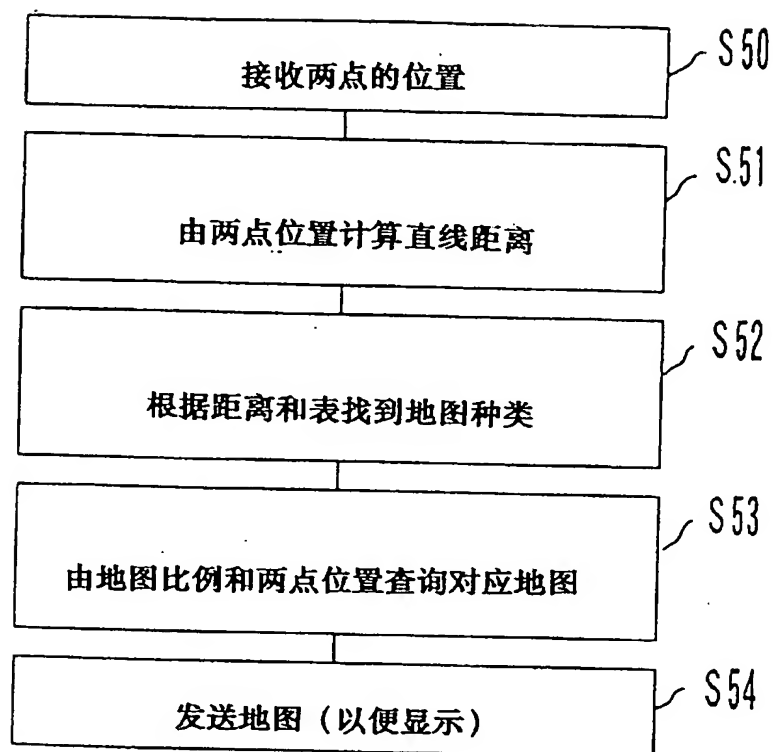 接收两点的位置
S50
由两点位置计算直线距离
S51
根据距离和表找到地图种类
S52
由地图比例和两点位置查询对应地图
S53
发送地图（以便显示）
S54